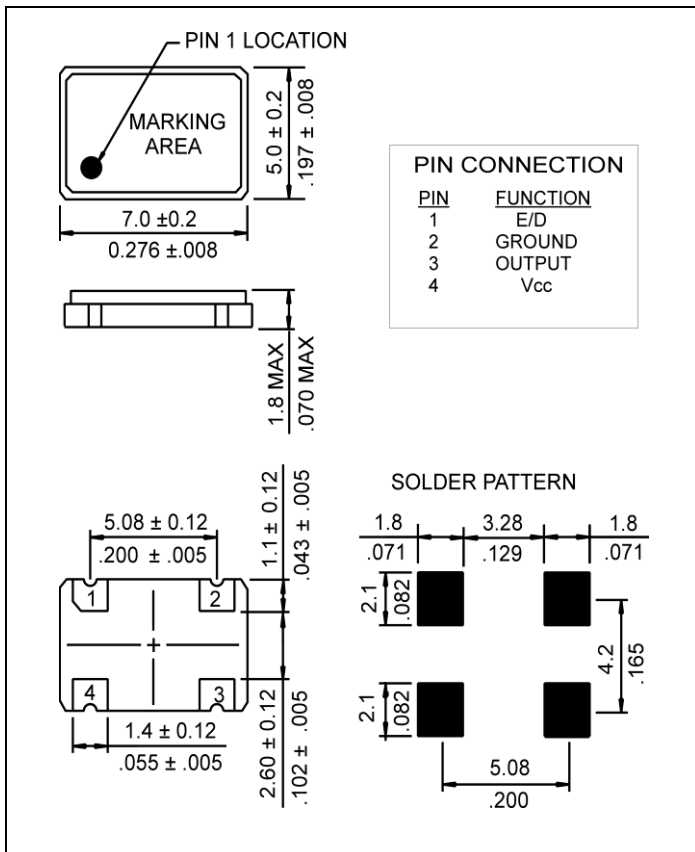 PIN 1 LOCATION
MARKING
AREA
5.0 ± 0.2
.197 ± .008
7.0 ±0.2
0.276 ±.008
PIN CONNECTION
PIN FUNCTION
1 E/D
2 GROUND
3 OUTPUT
4 Vcc
1.8 MAX
.070 MAX
5.08 ± 0.12
.200 ± .005
1.1 ± 0.12
.043 ± .005
1 2
4 3
1.4 ± 0.12
.055 ± .005
2.60 ± 0.12
.102 ± .005
SOLDER PATTERN
1.8 3.28 1.8
.071 .129 .071
2.1
.082
4.2
.165
2.1
.082
5.08
.200